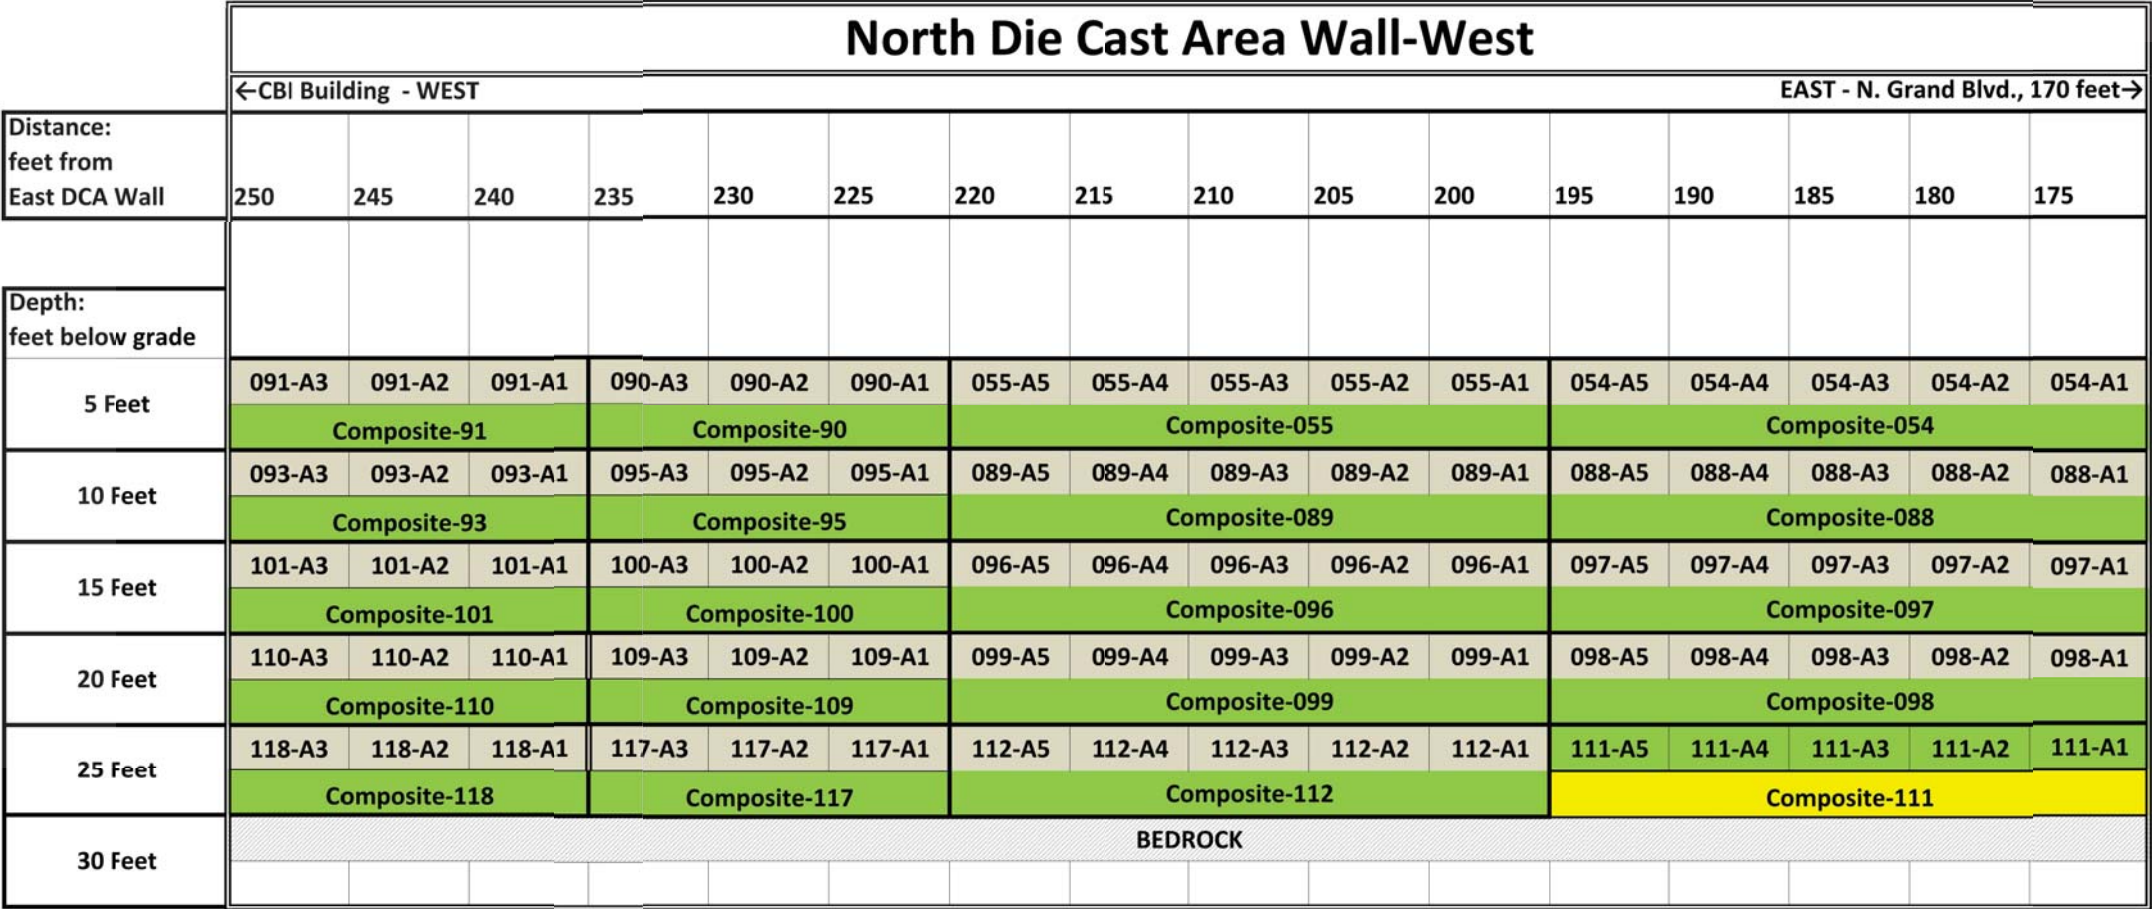 North Die Cast Area Wall-West
←CBI Building - WEST EAST - N. Grand Blvd., 170 feet→
Distance:
feet from
East DCA Wall 250 245 240 235 230 225 220 215 210 205 200 195 190 185 180 175
Depth:
feet below grade
5 Feet
091-A3 091-A2 091-A1 090-A3 090-A2 090-A1 055-A5 055-A4 055-A3 055-A2 055-A1 054-A5 054-A4 054-A3 054-A2 054-A1
Composite-91 Composite-90 Composite-055 Composite-054
10 Feet
093-A3 093-A2 093-A1 095-A3 095-A2 095-A1 089-A5 089-A4 089-A3 089-A2 089-A1 088-A5 088-A4 088-A3 088-A2 088-A1
Composite-93 Composite-95 Composite-089 Composite-088
15 Feet
101-A3 101-A2 101-A1 100-A3 100-A2 100-A1 096-A5 096-A4 096-A3 096-A2 096-A1 097-A5 097-A4 097-A3 097-A2 097-A1
Composite-101 Composite-100 Composite-096 Composite-097
20 Feet
110-A3 110-A2 110-A1 109-A3 109-A2 109-A1 099-A5 099-A4 099-A3 099-A2 099-A1 098-A5 098-A4 098-A3 098-A2 098-A1
Composite-110 Composite-109 Composite-099 Composite-098
25 Feet
118-A3 118-A2 118-A1 117-A3 117-A2 117-A1 112-A5 112-A4 112-A3 112-A2 112-A1 111-A5 111-A4 111-A3 111-A2 111-A1
Composite-118 Composite-117 Composite-112 Composite-111
30 Feet
BEDROCK